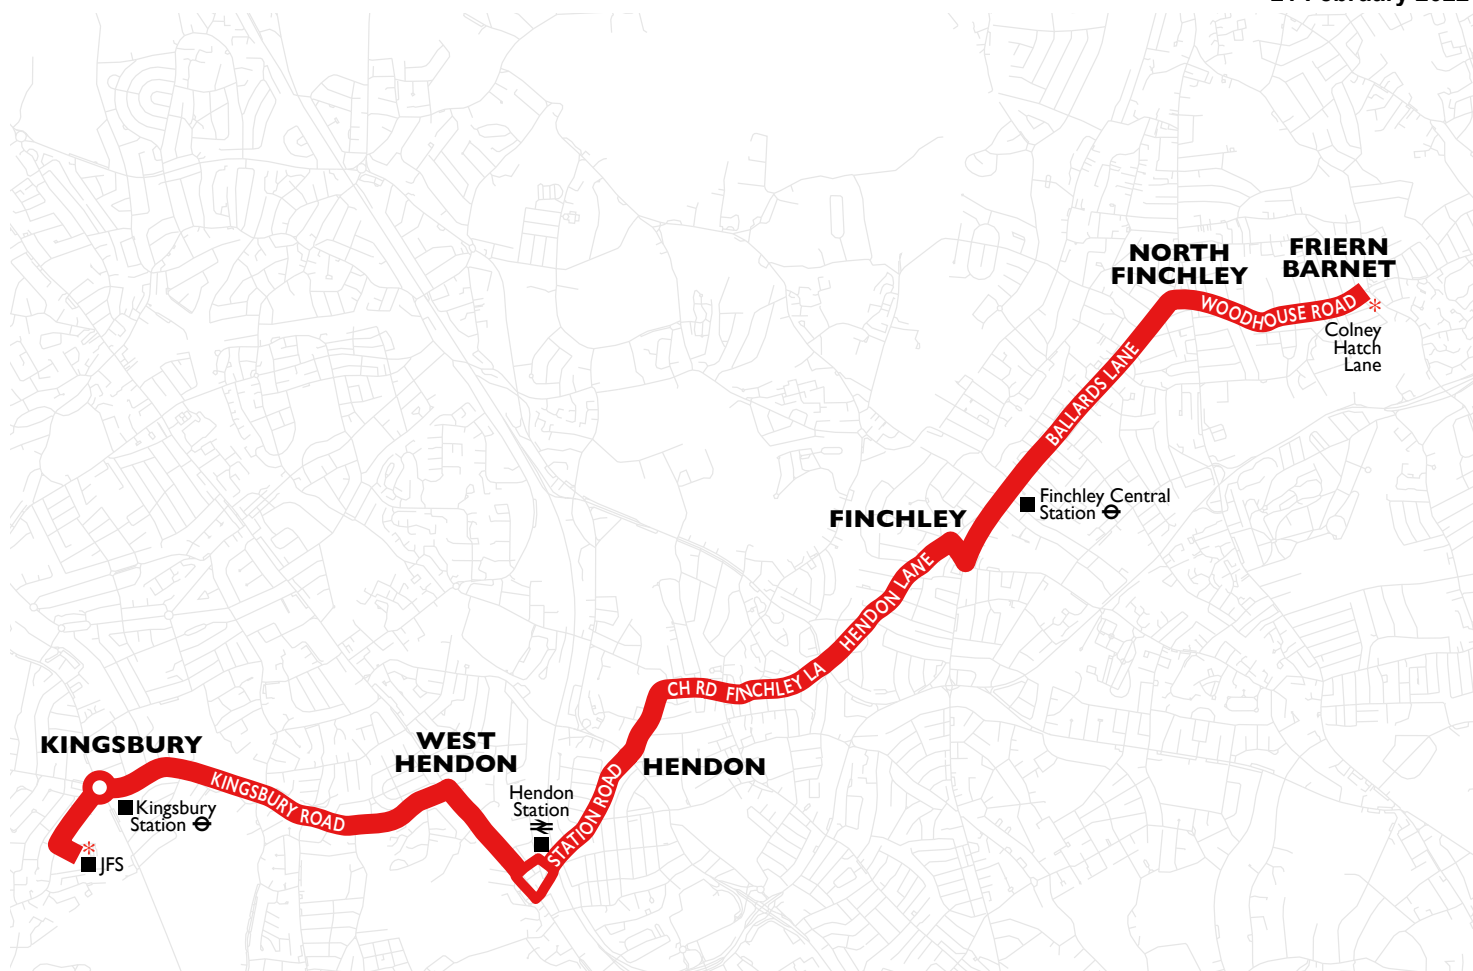 NORTH
FINCHLEY
FRIERN
BARNET
WOODHOUSE ROAD
*
Colney
Hatch
Lane
BALLARDS LANE
Finchley Central
Station
FINCHLEY
HENDON LANE
CH RD FINCHLEY LA
HENDON
WEST
HENDON
Hendon
Station
STATION ROAD
KINGSBURY
KINGSBURY ROAD
Kingsbury
Station
*
JFS